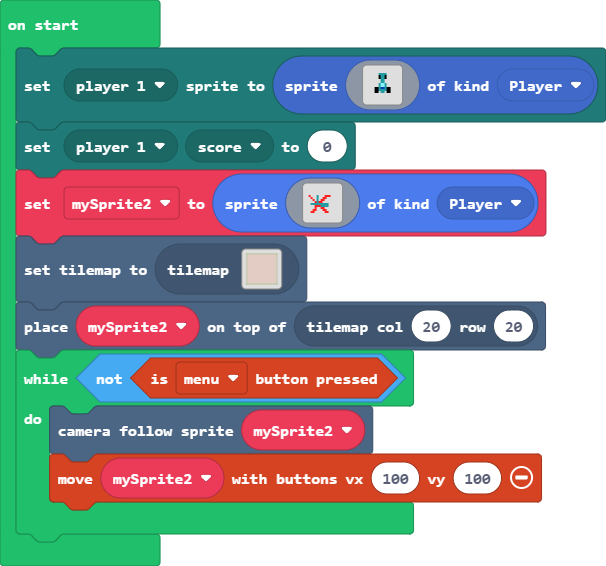 on start
set player 1 sprite to sprite of kind Player
set player 1 score to 0
set mySprite2 to sprite of kind Player
set tilemap to tilemap
place mySprite2 on top of tilemap col 20 row 20
while not is menu button pressed
do
camera follow sprite mySprite2
move mySprite2 with buttons vx 100 vy 100